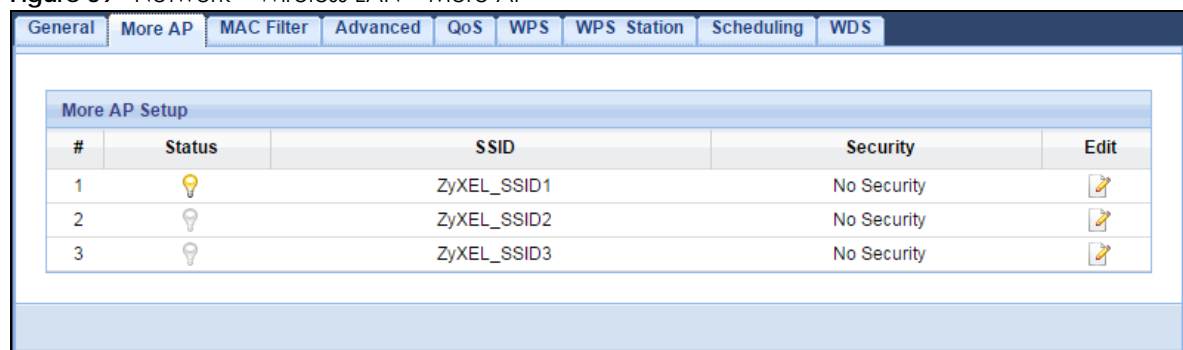 General More AP MAC Filter Advanced QoS WPS WPS Station Scheduling WDS
More AP Setup
# Status SSID Security Edit
1 ZyXEL_SSID1 No Security
2 ZyXEL_SSID2 No Security
3 ZyXEL_SSID3 No Security